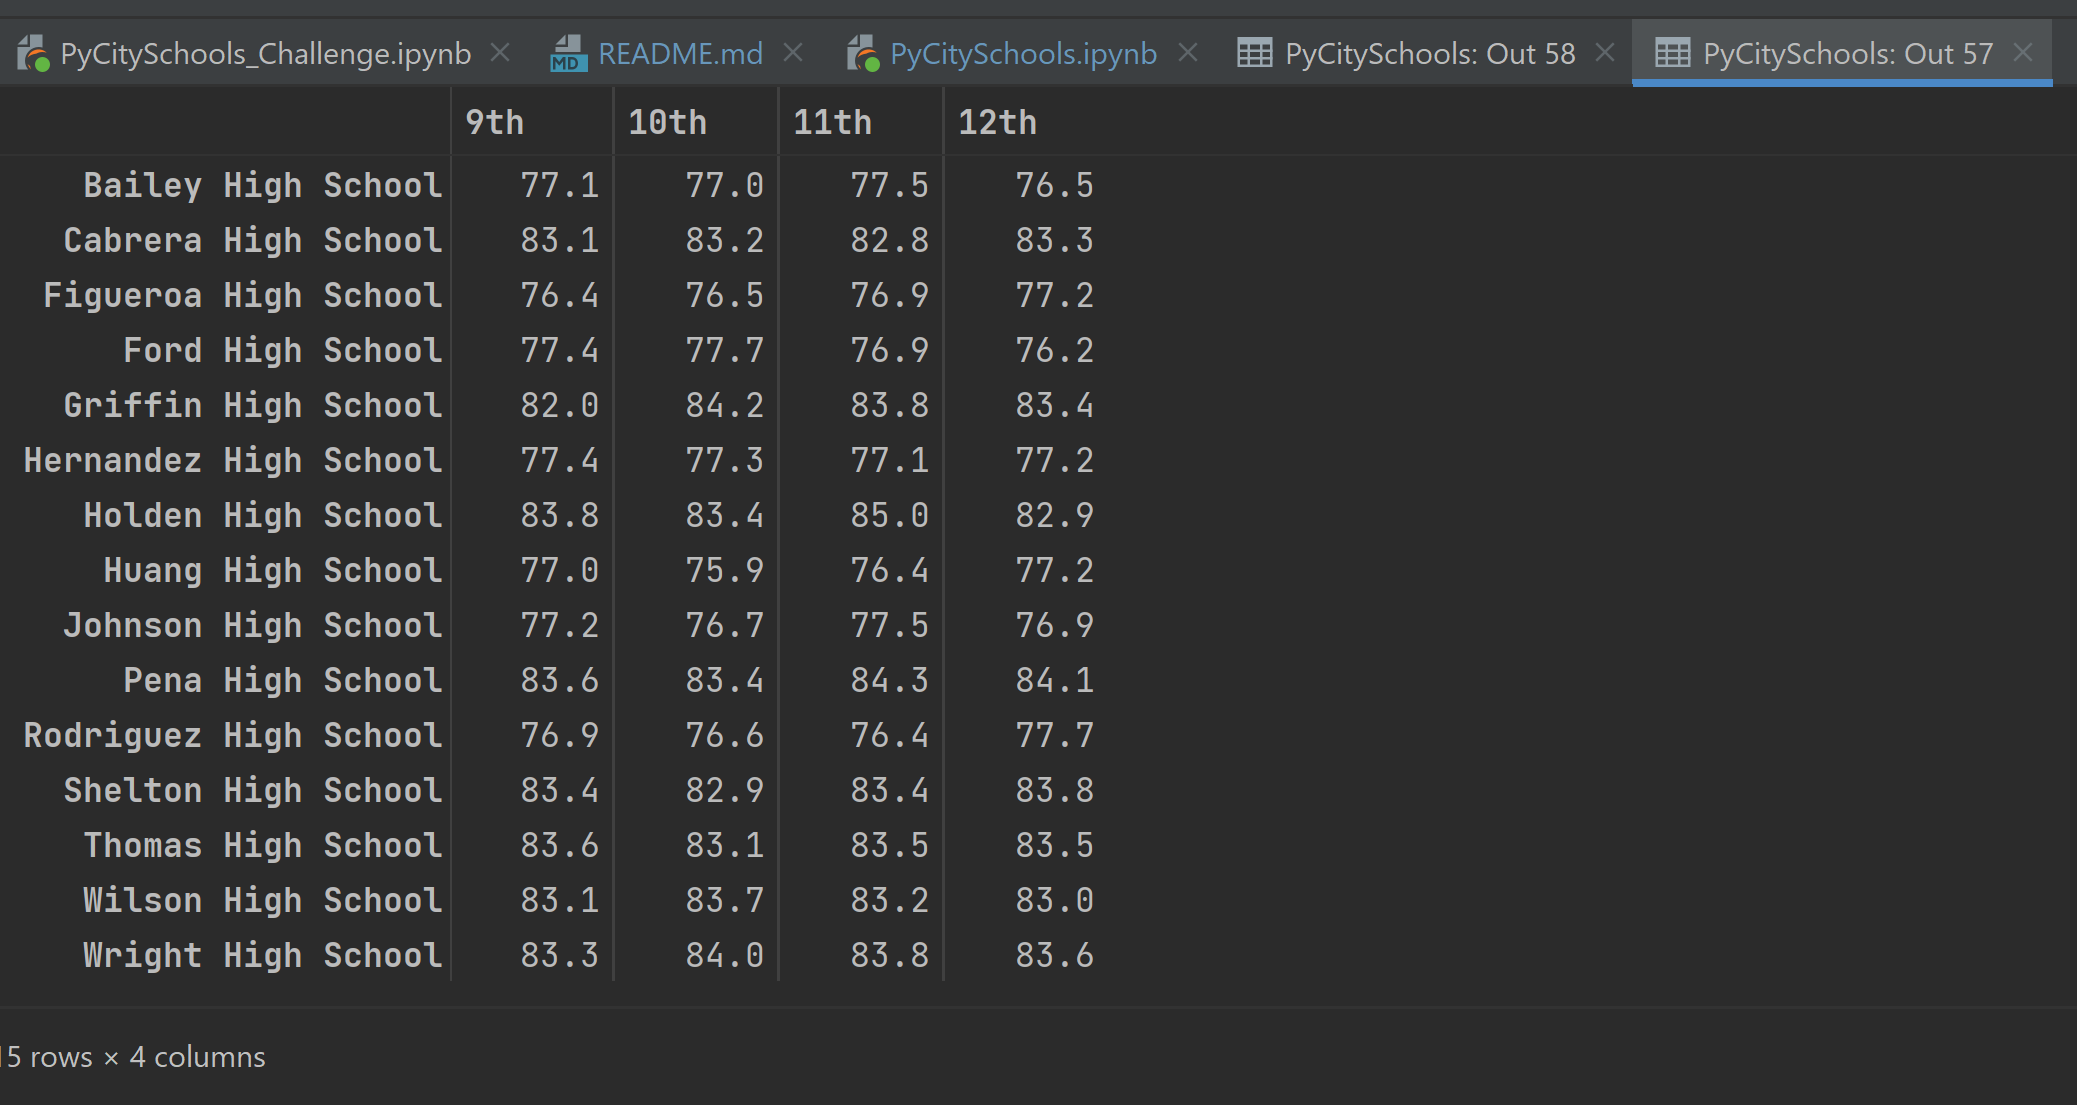 PyCitySchools_Challenge.ipynb README.md PyCitySchools.ipynb PyCitySchools: Out 58 PyCitySchools: Out 57
MD
9th 10th 11th 12th
Bailey High School 77.1 77.0 77.5 76.5
Cabrera High School 83.1 83.2 82.8 83.3
Figueroa High School 76.4 76.5 76.9 77.2
Ford High School 77.4 77.7 76.9 76.2
Griffin High School 82.0 84.2 83.8 83.4
Hernandez High School 77.4 77.3 77.1 77.2
Holden High School 83.8 83.4 85.0 82.9
Huang High School 77.0 75.9 76.4 77.2
Johnson High School 77.2 76.7 77.5 76.9
Pena High School 83.6 83.4 84.3 84.1
Rodriguez High School 76.9 76.6 76.4 77.7
Shelton High School 83.4 82.9 83.4 83.8
Thomas High School 83.6 83.1 83.5 83.5
Wilson High School 83.1 83.7 83.2 83.0
Wright High School 83.3 84.0 83.8 83.6
15 rows × 4 columns